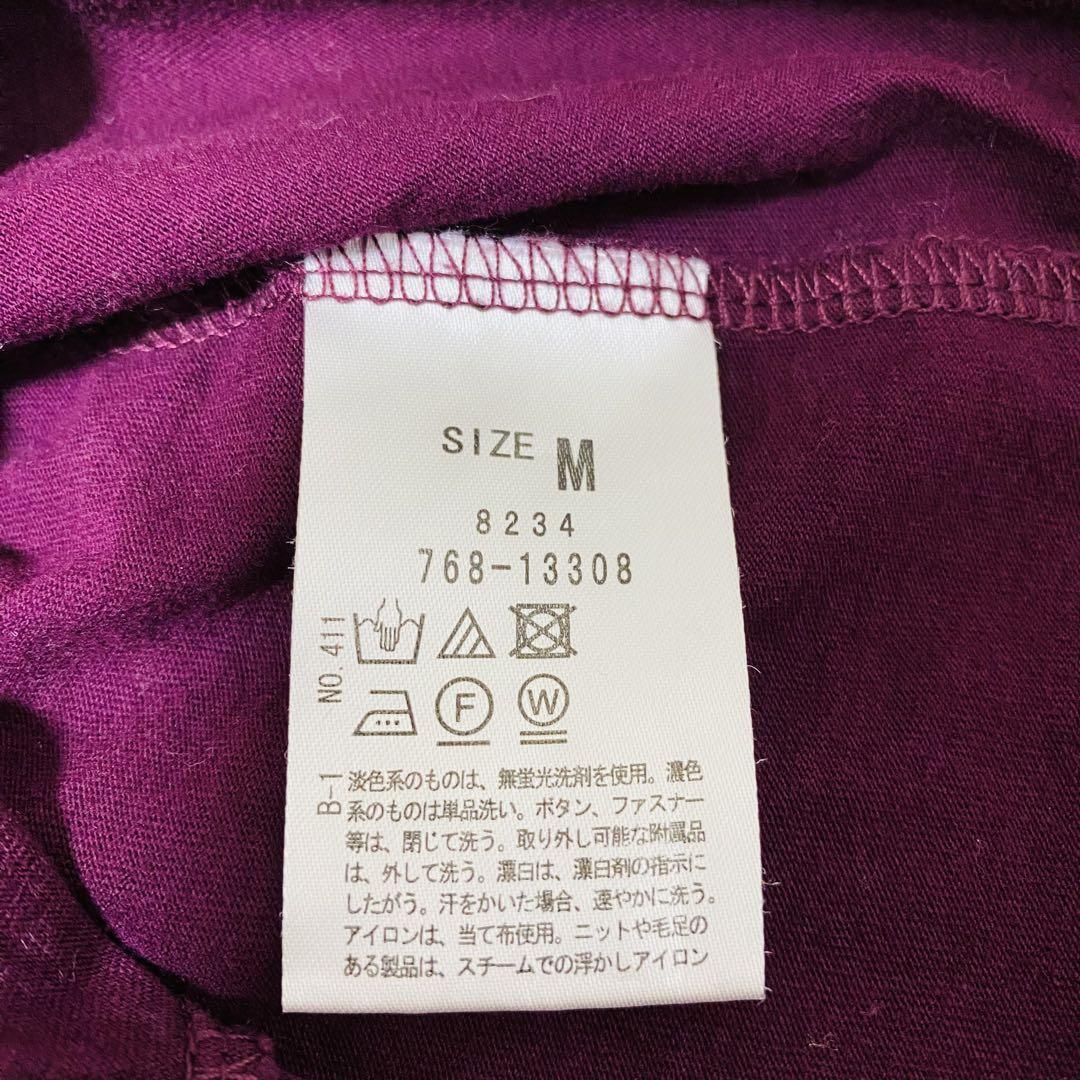 SIZE M
8234
768-13308
NO.411
F
W
B-1
淡色系のものは、無蛍光洗剤を使用。濃色
系のものは単品洗い。ボタン、ファスナー
等は、閉じて洗う。取り外し可能な附属品
は、外して洗う。漂白は、漂白剤の指示に
したがう。汗をかいた場合、速やかに洗う。
アイロンは、当て布使用。ニットや毛足の
ある製品は、スチームでの浮かしアイロン